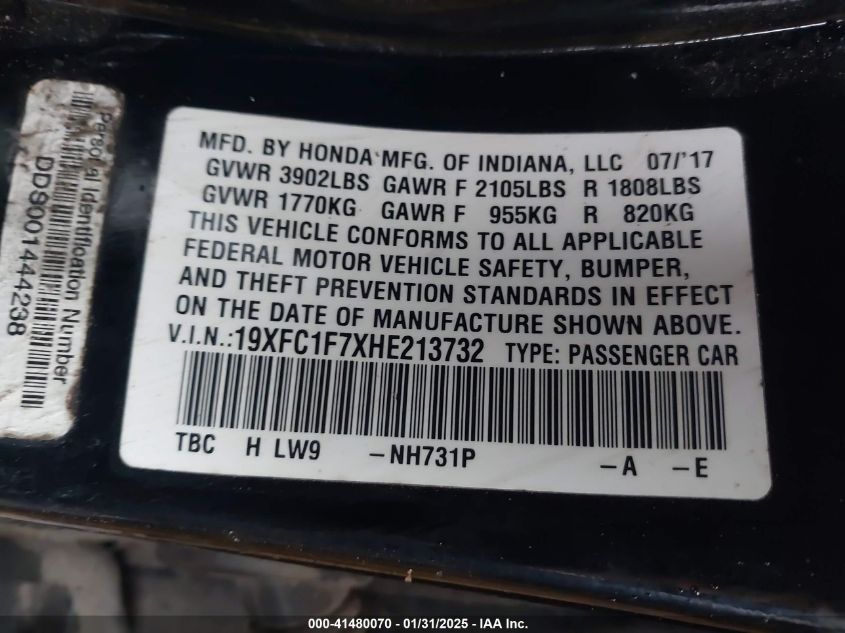 MFD. BY HONDA MFG. OF INDIANA, LLC 07/'17
GVWR 3902LBS GAWR F 2105LBS R 1808LBS
GVWR 1770KG GAWR F 955KG R 820KG
THIS VEHICLE CONFORMS TO ALL APPLICABLE
FEDERAL MOTOR VEHICLE SAFETY, BUMPER,
AND THEFT PREVENTION STANDARDS IN EFFECT
ON THE DATE OF MANUFACTURE SHOWN ABOVE.
V.I.N.:19XFC1F7XHE213732 TYPE: PASSENGER CAR
TBC H LW9 -NH731P -A -E
Personal Identification Number
DDS001444238
000-41480070 / 01/31/2025 - IAA Inc.